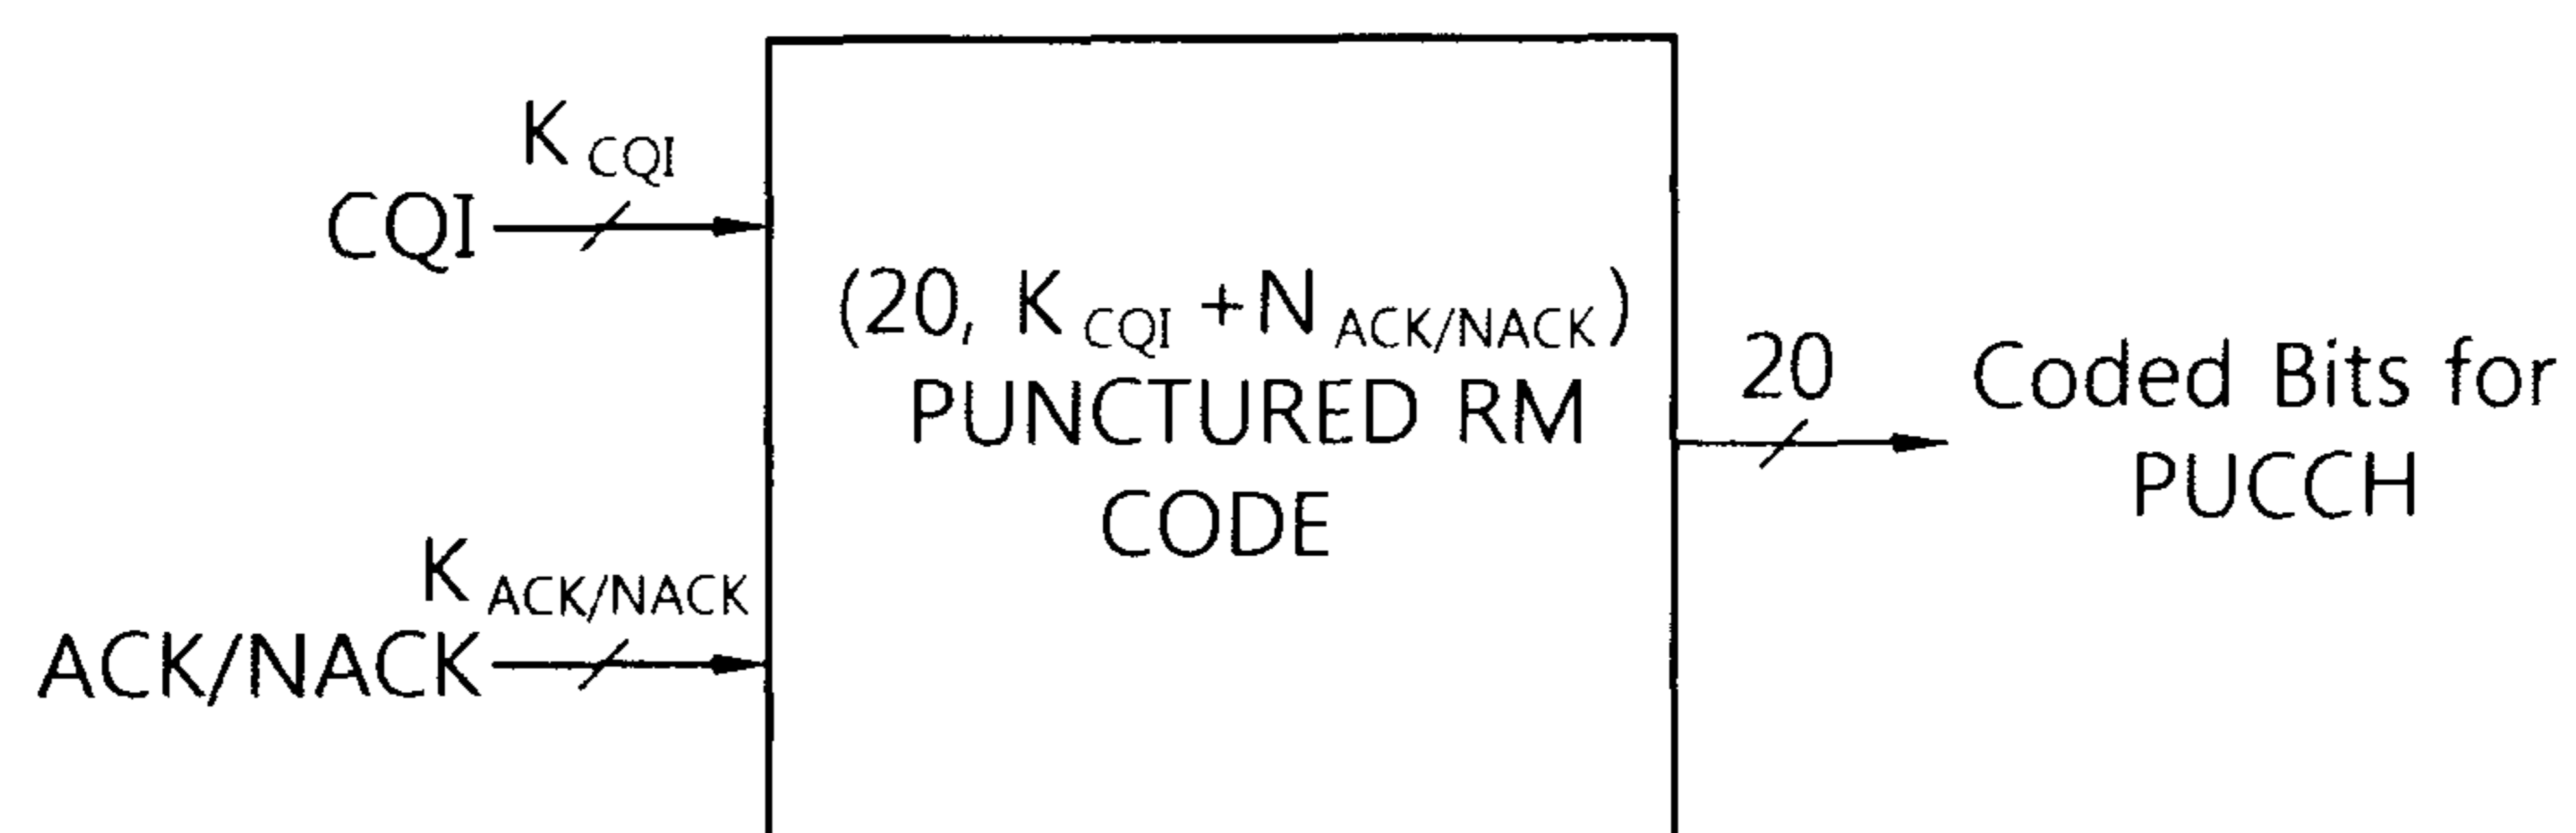 K CQI
CQI
(20, K CQI + N ACK/NACK)
PUNCTURED RM
CODE
20
Coded Bits for
PUCCH
K ACK/NACK
ACK/NACK